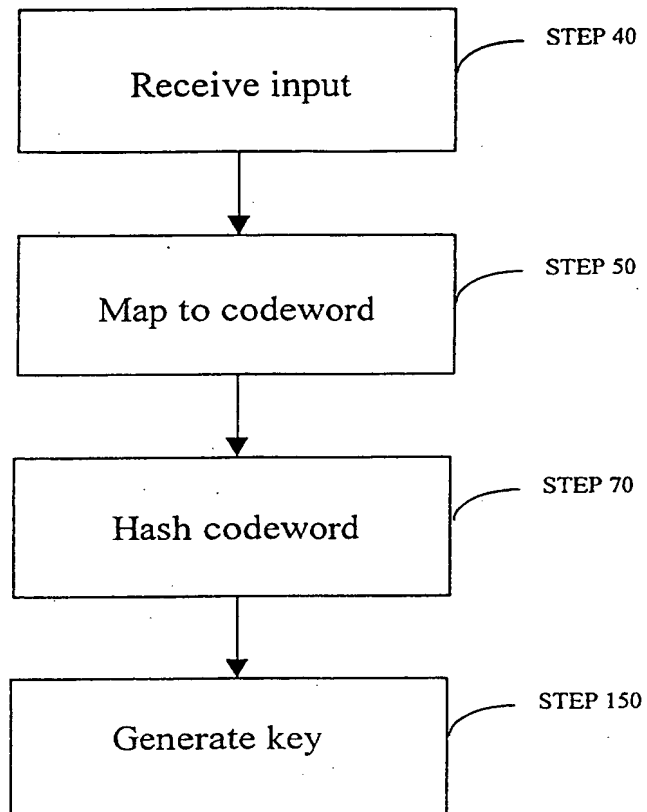 STEP 40
Receive input
STEP 50
Map to codeword
STEP 70
Hash codeword
STEP 150
Generate key